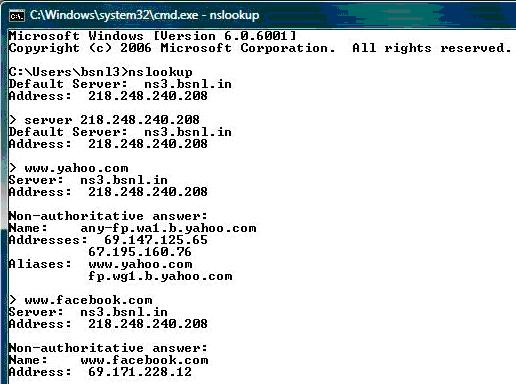 C:\Windows\system32\cmd.exe - nslookup
Microsoft Windows [Version 6.0.6001]
Copyright (c) 2006 Microsoft Corporation.  All rights reserved.
C:\Users\bsnl3>nslookup
Default Server:  ns3.bsnl.in
Address:  218.248.240.208
> server 218.248.240.208
Default Server:  ns3.bsnl.in
Address:  218.248.240.208
> www.yahoo.com
Server:  ns3.bsnl.in
Address:  218.248.240.208
Non-authoritative answer:
Name:    any-fp.wa1.b.yahoo.com
Addresses:  69.147.125.65
67.195.160.76
Aliases:  www.yahoo.com
fp.wg1.b.yahoo.com
> www.facebook.com
Server:  ns3.bsnl.in
Address:  218.248.240.208
Non-authoritative answer:
Name:    www.facebook.com
Address:  69.171.228.12